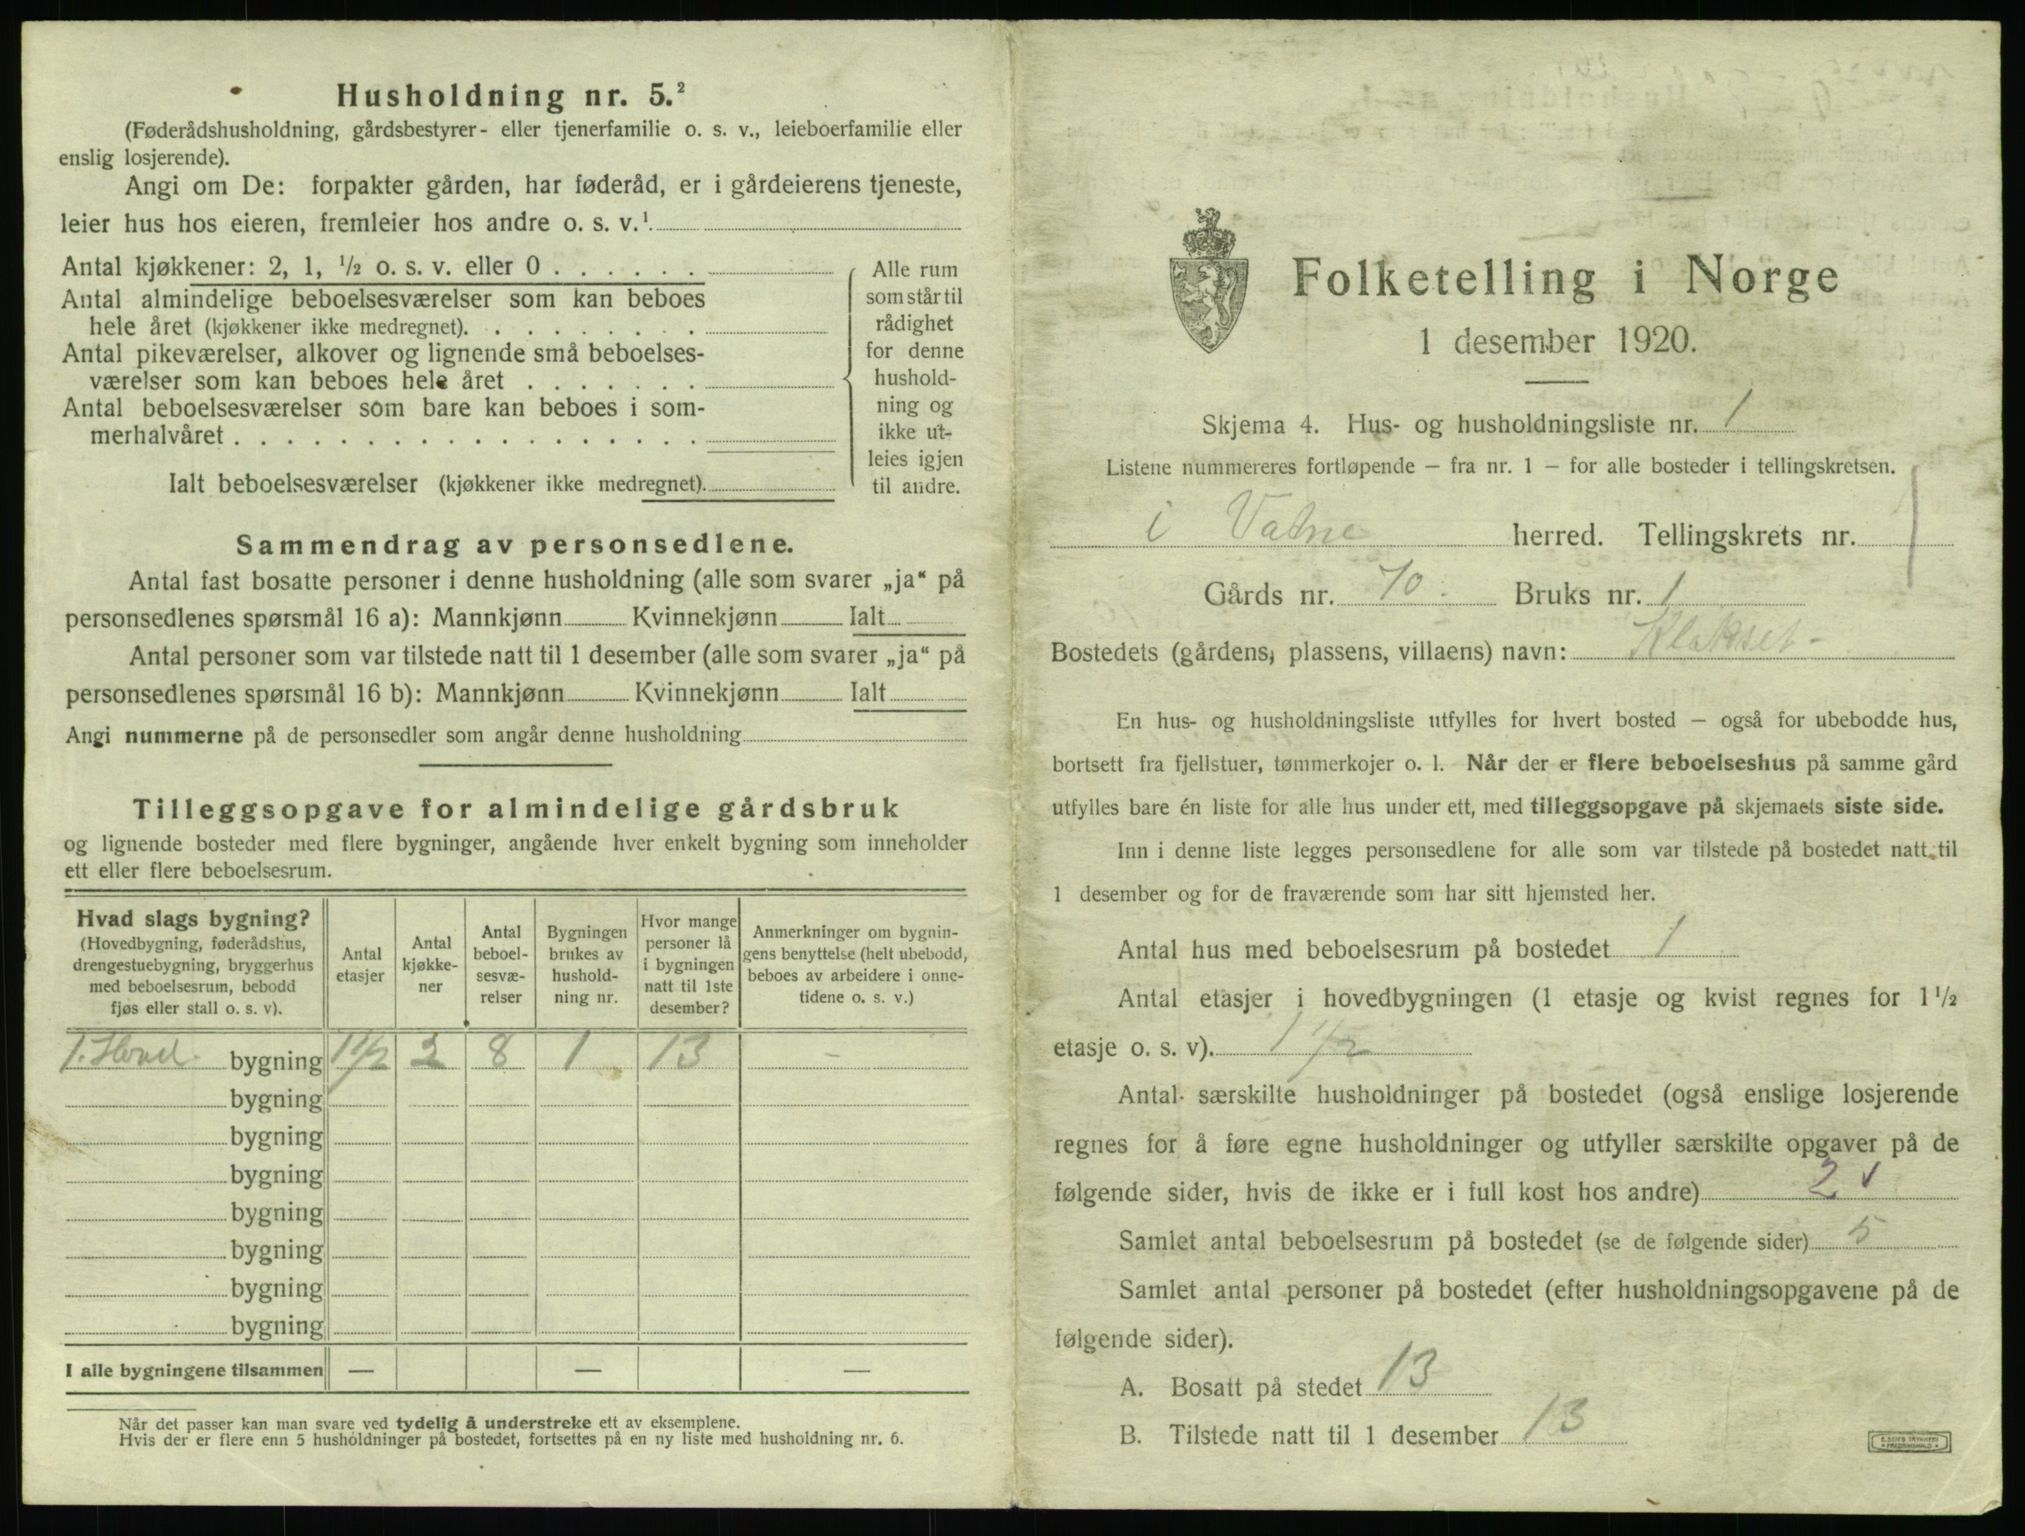 Husholdning nr. 5.²
(Føderådshusholdning, gårdsbestyrer- eller tjenerfamilie o. s. v., leieboerfamilie eller
enslig losjerende).
Angi om De: forpakter gården, har føderåd, er i gårdeierens tjeneste,
leier hus hos eieren, fremleier hos andre o. s. v.¹
Antal kjøkkener: 2, 1, ½ o. s. v. eller 0 . . . . . .
Antal almindelige beboelsesværelser som kan beboes
hele året (kjøkkener ikke medregnet). . . . . . . . .
Antal pikeværelser, alkover og lignende små beboelses-
værelser som kan beboes hele året . . . . . . .
Antal beboelsesværelser som bare kan beboes i som-
merhalvåret . . . . . . . . . . . . . . . . . .
Ialt beboelsesværelser (kjøkkener ikke medregnet).
Alle rum
som står til
rådighet
for denne
hushold-
ning og
ikke ut-
leies igjen
til andre.
Sammendrag av personsedlene.
Antal fast bosatte personer i denne husholdning (alle som svarer „ja“ på
personsedlenes spørsmål 16 a): Mannkjønn Kvinnekjønn Ialt
Antal personer som var tilstede natt til 1 desember (alle som svarer „ja“ på
personsedlenes spørsmål 16 b): Mannkjønn Kvinnekjønn Ialt
Angi nummerne på de personsedler som angår denne husholdning
Tilleggsopgave for almindelige gårdsbruk
og lignende bosteder med flere bygninger, angående hver enkelt bygning som inneholder
ett eller flere beboelsesrum.
Hvad slags bygning?
(Hovedbygning, føderådshus,
drengestuebygning, bryggerhus
med beboelsesrum, bebodd
fjøs eller stall o. s. v).
Antal
etasjer
Antal
kjøkke-
ner
Antal
beboel-
sesvæ-
relser
Bygningen
brukes av
hushold-
ning nr.
Hvor mange
personer lå
i bygningen
natt til 1ste
desember?
Anmerkninger om bygnin-
gens benyttelse (helt ubebodd,
beboes av arbeidere i onne-
tidene o. s. v.)
1. Hoved bygning 1½ 2 8 1 13 -
bygning
bygning
bygning
bygning
bygning
bygning
bygning
I alle bygningene tilsammen — — —
Når det passer kan man svare ved tydelig å understreke ett av eksemplene.
Hvis der er flere enn 5 husholdninger på bostedet, fortsettes på en ny liste med husholdning nr. 6.
Folketelling i Norge
1 desember 1920.
Skjema 4. Hus- og husholdningsliste nr. 1
Listene nummereres fortløpende – fra nr. 1 – for alle bosteder i tellingskretsen.
i Vatne herred. Tellingskrets nr. 1
Gårds nr. 70. Bruks nr. 1
Bostedets (gårdens, plassens, villaens) navn: Klakset -
En hus- og husholdningsliste utfylles for hvert bosted – også for ubebodde hus,
bortsett fra fjellstuer, tømmerkojer o. l. Når der er flere beboelseshus på samme gård
utfylles bare én liste for alle hus under ett, med tilleggsopgave på skjemaets siste side.
Inn i denne liste legges personsedlene for alle som var tilstede på bostedet natt til
1 desember og for de fraværende som har sitt hjemsted her.
Antal hus med beboelsesrum på bostedet 1
Antal etasjer i hovedbygningen (1 etasje og kvist regnes for 1½
etasje o. s. v). 1½
Antal særskilte husholdninger på bostedet (også enslige losjerende
regnes for å føre egne husholdninger og utfyller særskilte opgaver på de
følgende sider, hvis de ikke er i full kost hos andre) 2 ✓
Samlet antal beboelsesrum på bostedet (se de følgende sider) 5
Samlet antal personer på bostedet (efter husholdningsopgavene på de
følgende sider).
A. Bosatt på stedet 13
B. Tilstede natt til 1 desember 13